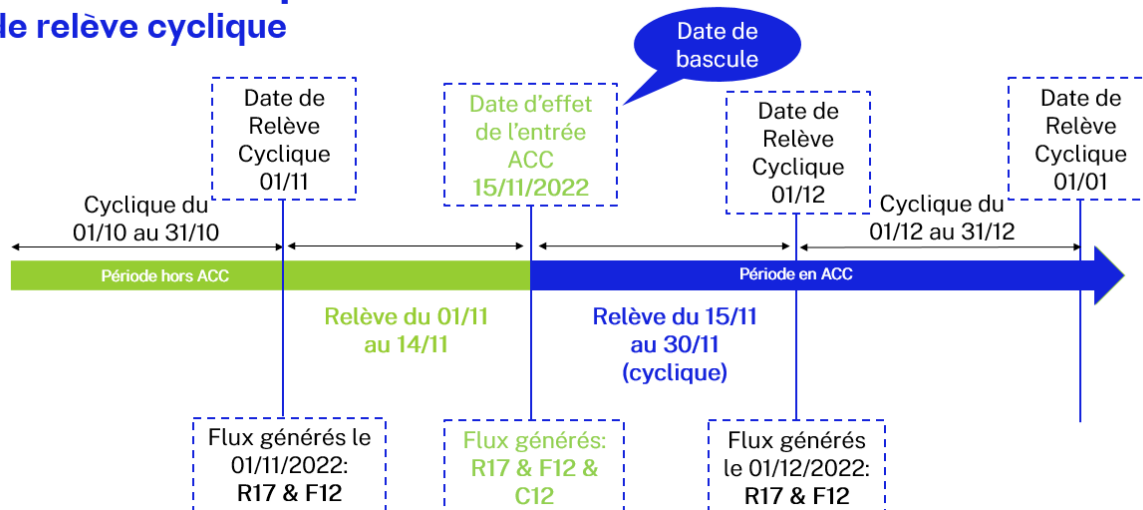 de relève cyclique
Date de
bascule
Date de
Relève
Cyclique
01/11
Date d'effet
de l'entrée
ACC
15/11/2022
Date de
Relève
Cyclique
01/12
Date de
Relève
Cyclique
01/01
Cyclique du
01/10 au 31/10
Cyclique du
01/12 au 31/12
Période hors ACC
Période en ACC
Relève du 01/11
au 14/11
Relève du 15/11
au 30/11
(cyclique)
Flux générés le
01/11/2022:
R17 & F12
Flux générés:
R17 & F12 &
C12
Flux générés
le 01/12/2022:
R17 & F12